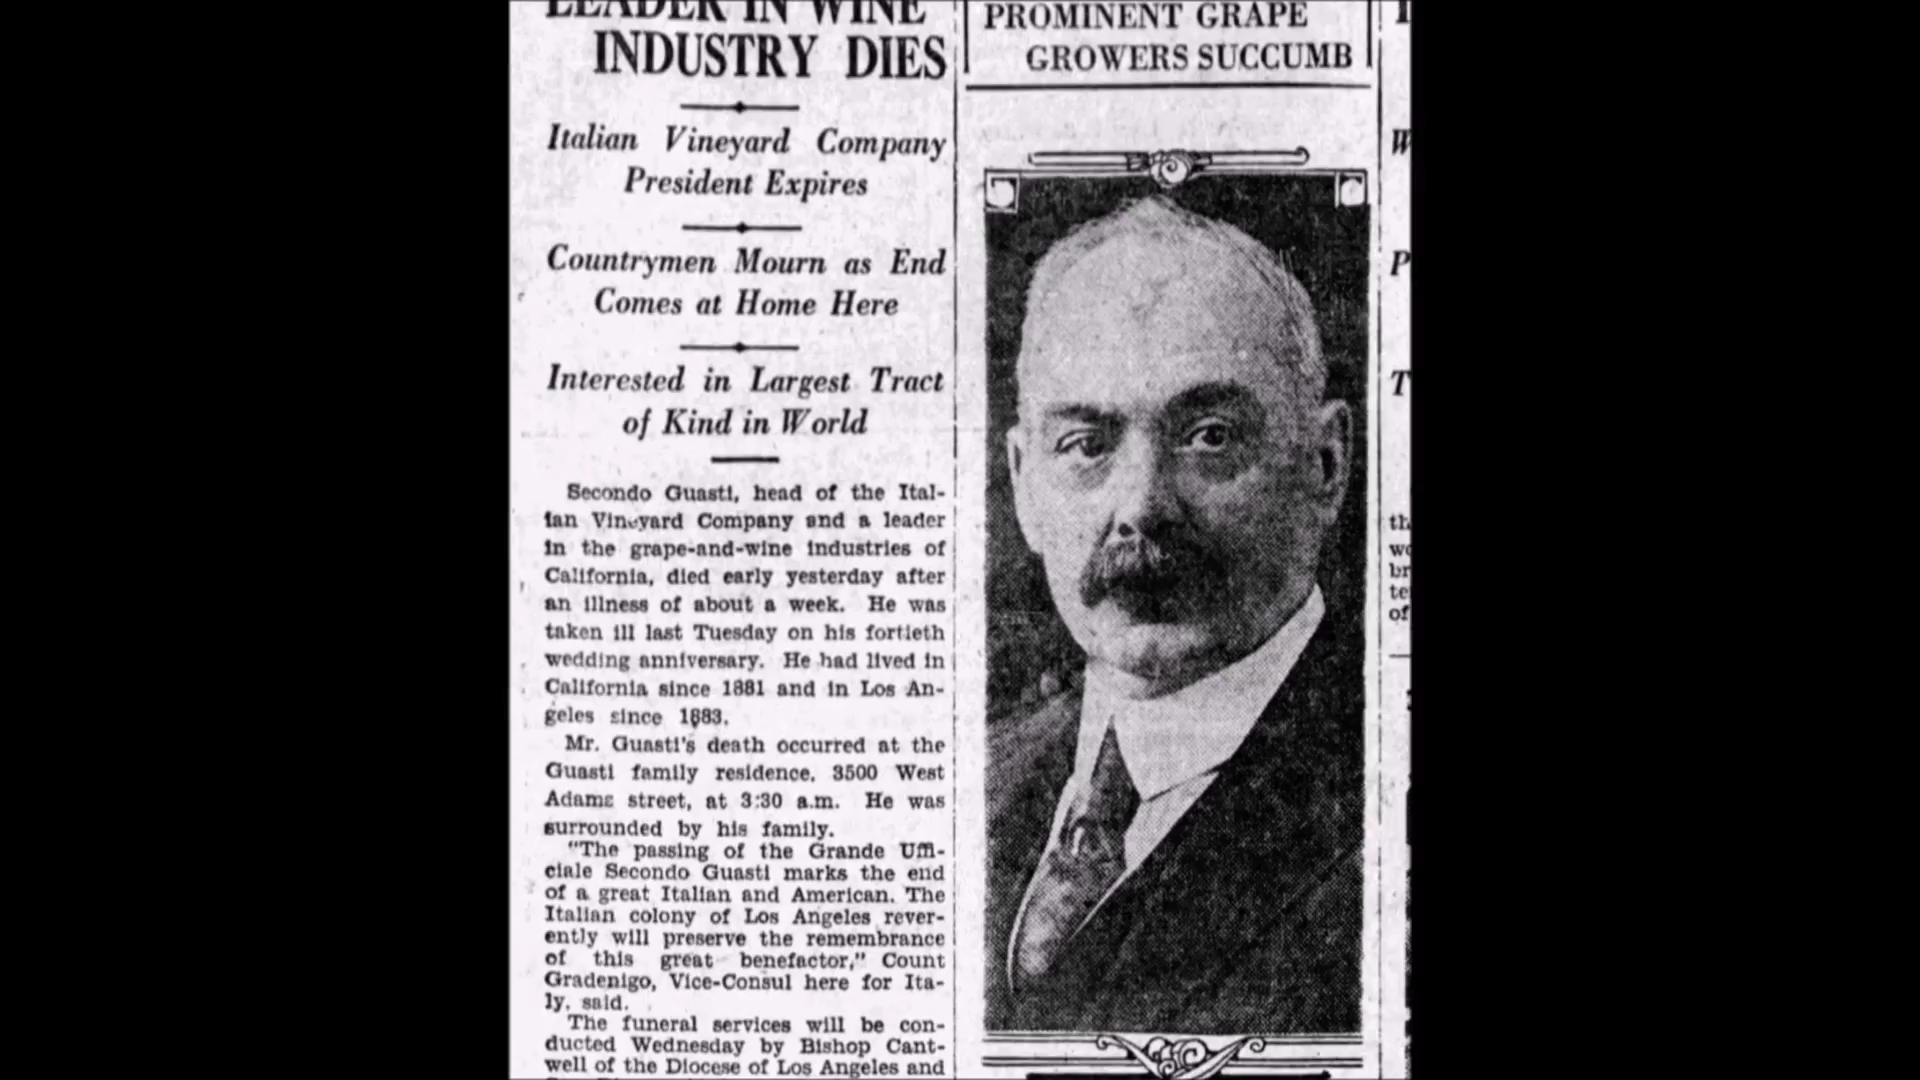 LEADER IN WINE
INDUSTRY DIES
Italian Vineyard Company
President Expires
Countrymen Mourn as End
Comes at Home Here
Interested in Largest Tract
of Kind in World
Secondo Guasti, head of the Ital-
ian Vineyard Company and a leader
in the grape-and-wine industries of
California, died early yesterday after
an illness of about a week. He was
taken ill last Tuesday on his fortieth
wedding anniversary. He had lived in
California since 1881 and in Los An-
geles since 1883.
Mr. Guasti's death occurred at the
Guasti family residence, 3500 West
Adams street, at 3:30 a.m. He was
surrounded by his family.
"The passing of the Grande Uffi-
ciale Secondo Guasti marks the end
of a great Italian and American. The
Italian colony of Los Angeles rever-
ently will preserve the remembrance
of this great benefactor," Count
Gradenigo, Vice-Consul here for Ita-
ly, said.
The funeral services will be con-
ducted Wednesday by Bishop Cant-
well of the Diocese of Los Angeles and
PROMINENT GRAPE
GROWERS SUCCUMB
W
P
T
th
wo
br
te
of